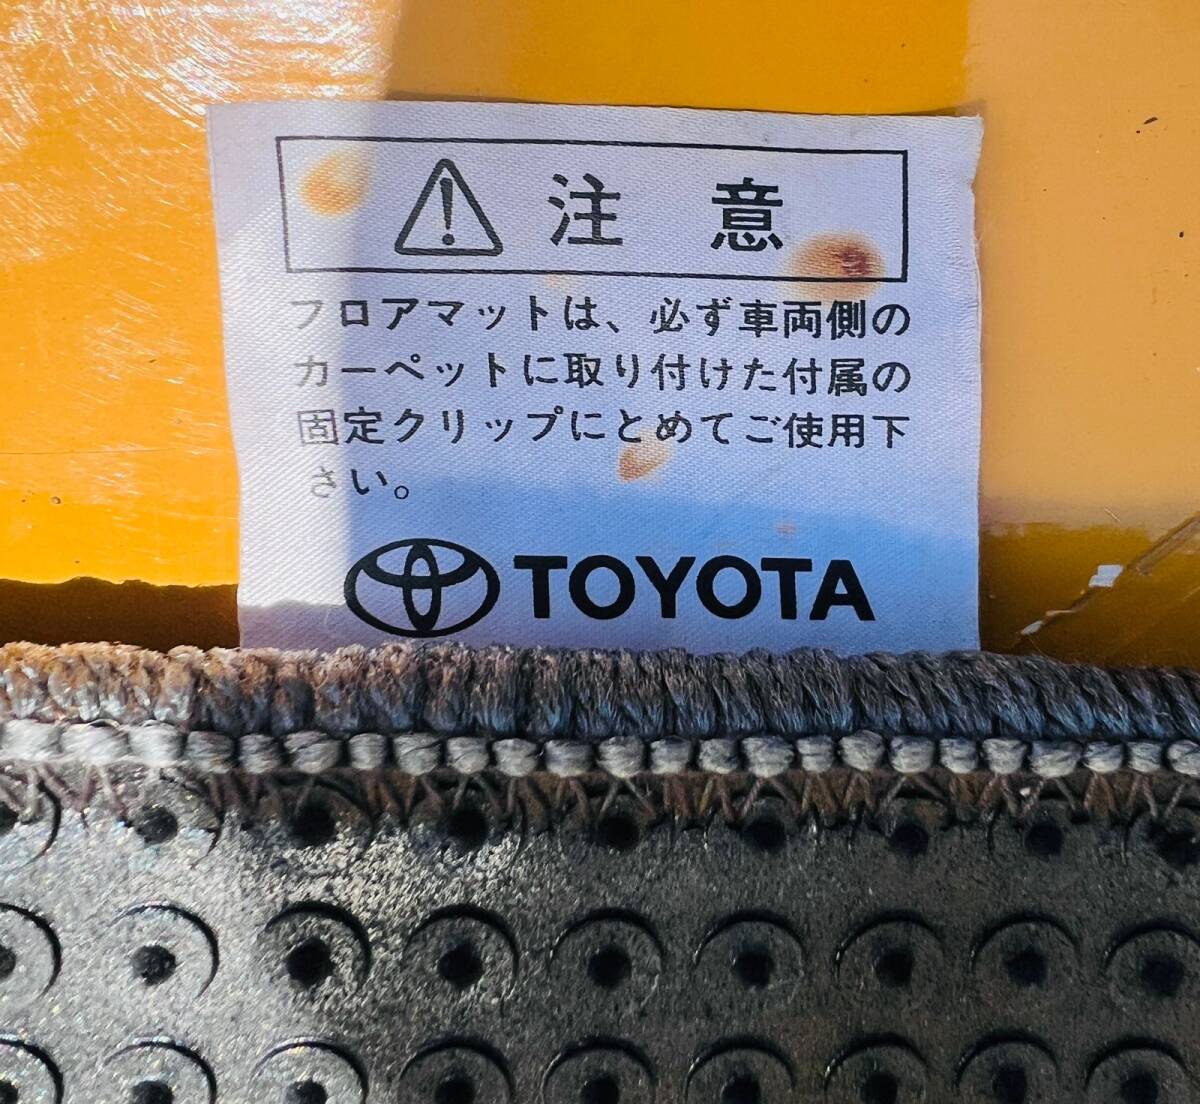 注意
フロアマットは、必ず車両側の
カーペットに取り付けた付属の
固定クリップにとめてご使用下
さい。
TOYOTA